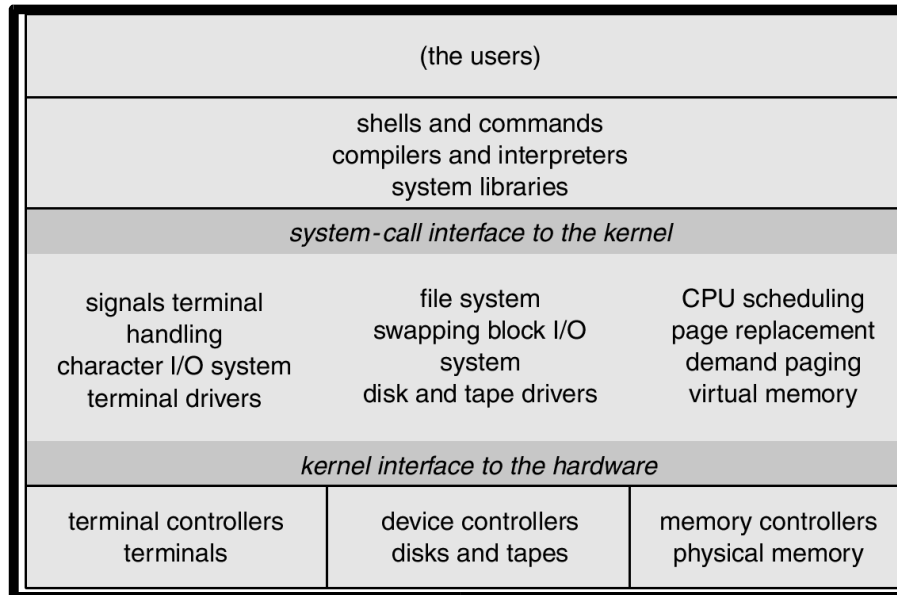 (the users)
shells and commands
compilers and interpreters
system libraries
system-call interface to the kernel
signals terminal
handling
character I/O system
terminal drivers
file system
swapping block I/O
system
disk and tape drivers
CPU scheduling
page replacement
demand paging
virtual memory
kernel interface to the hardware
terminal controllers
terminals
device controllers
disks and tapes
memory controllers
physical memory